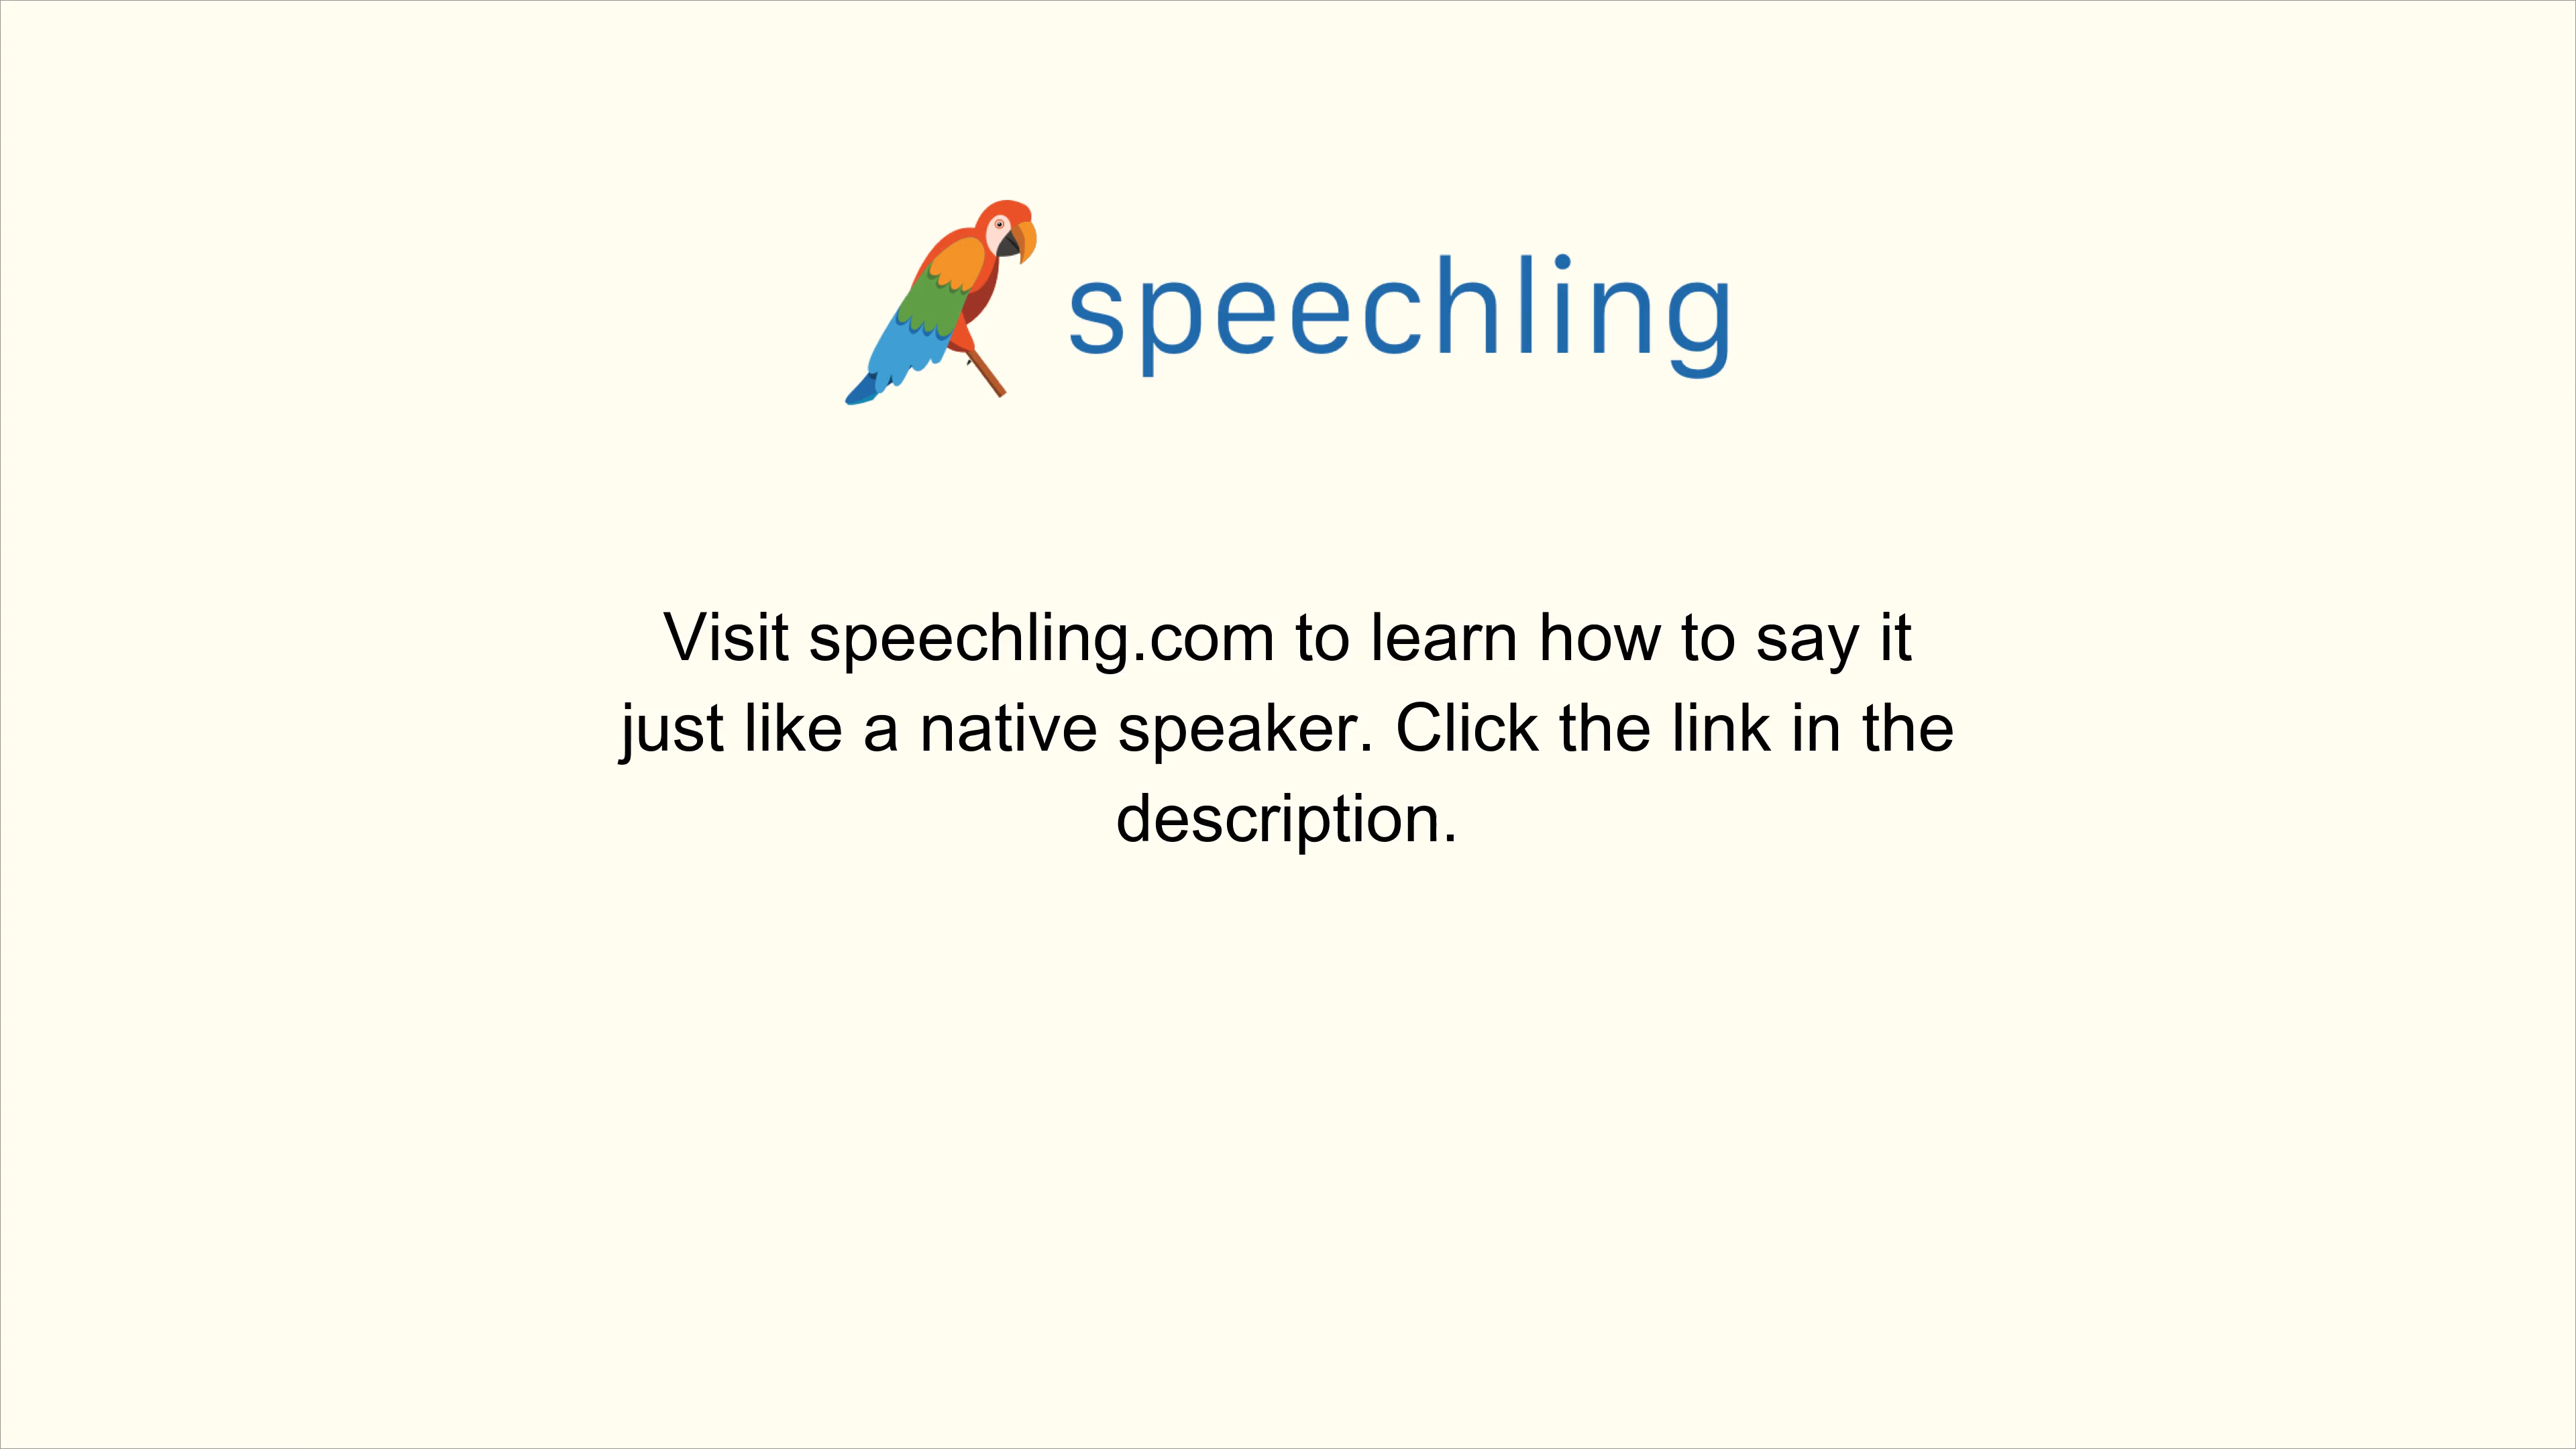 speechling
Visit speechling.com to learn how to say it
just like a native speaker. Click the link in the
description.